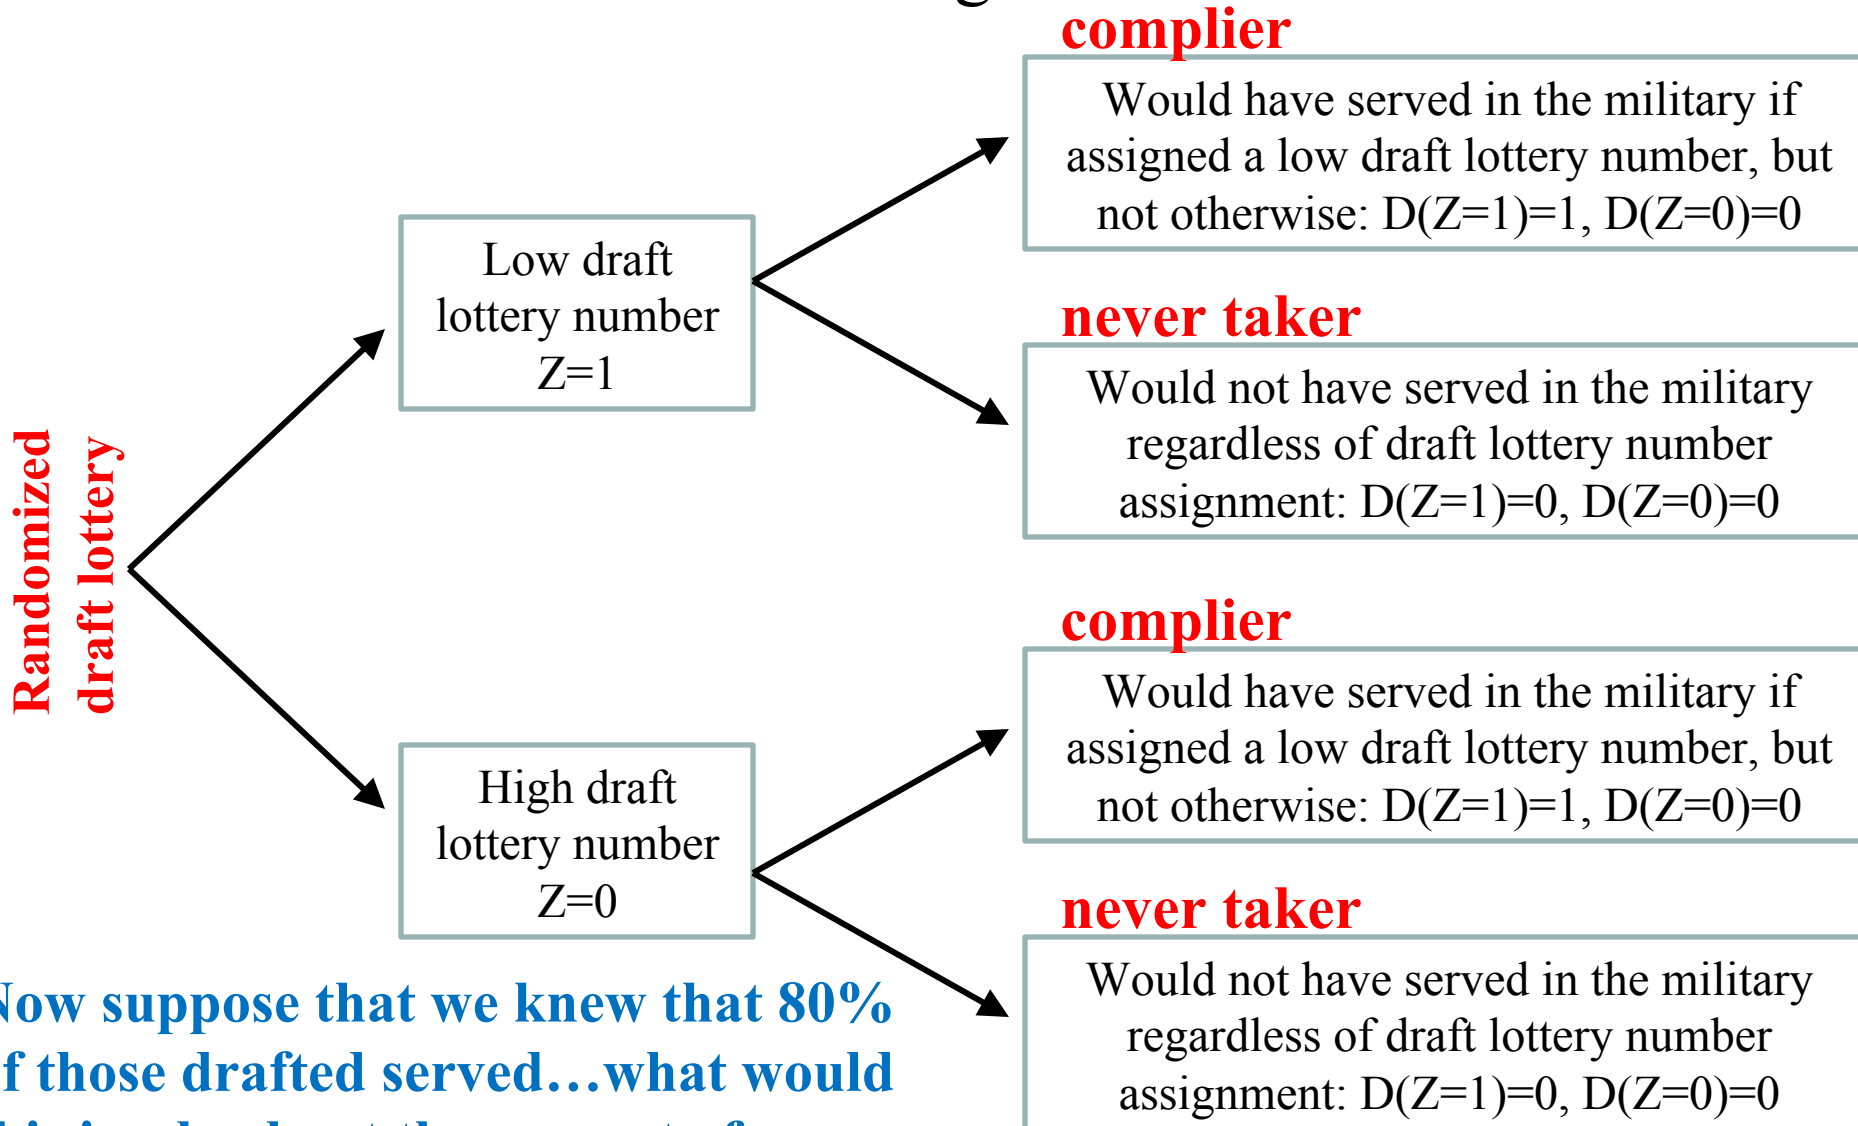 complier
Would have served in the military if
assigned a low draft lottery number, but
not otherwise: D(Z=1)=1, D(Z=0)=0
Low draft
lottery number
Z=1
never taker
Would not have served in the military
regardless of draft lottery number
assignment: D(Z=1)=0, D(Z=0)=0
Randomized
draft lottery
complier
Would have served in the military if
assigned a low draft lottery number, but
not otherwise: D(Z=1)=1, D(Z=0)=0
High draft
lottery number
Z=0
never taker
Would not have served in the military
regardless of draft lottery number
assignment: D(Z=1)=0, D(Z=0)=0
Now suppose that we knew that 80%
of those drafted served…what would